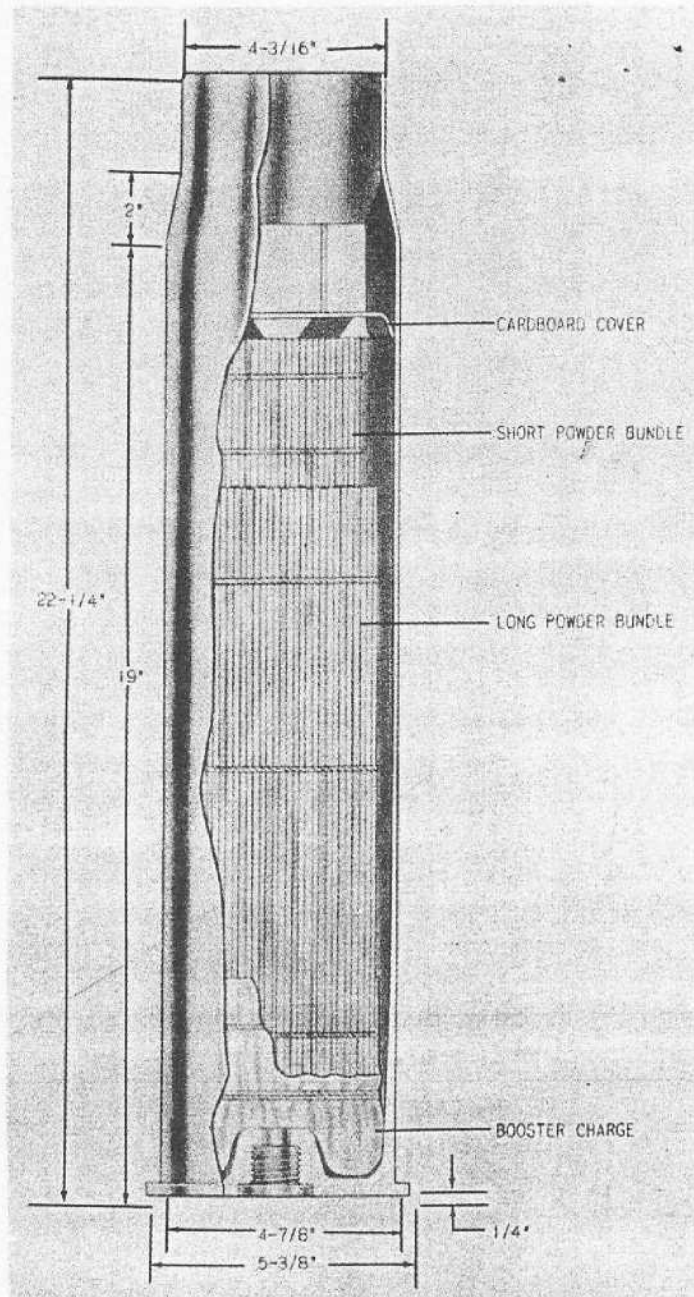 4-3/16"
2"
CARDBOARD COVER
SHORT POWDER BUNDLE
22-1/4"
LONG POWDER BUNDLE
19"
BOOSTER CHARGE
4-7/8"
1/4"
5-3/8"